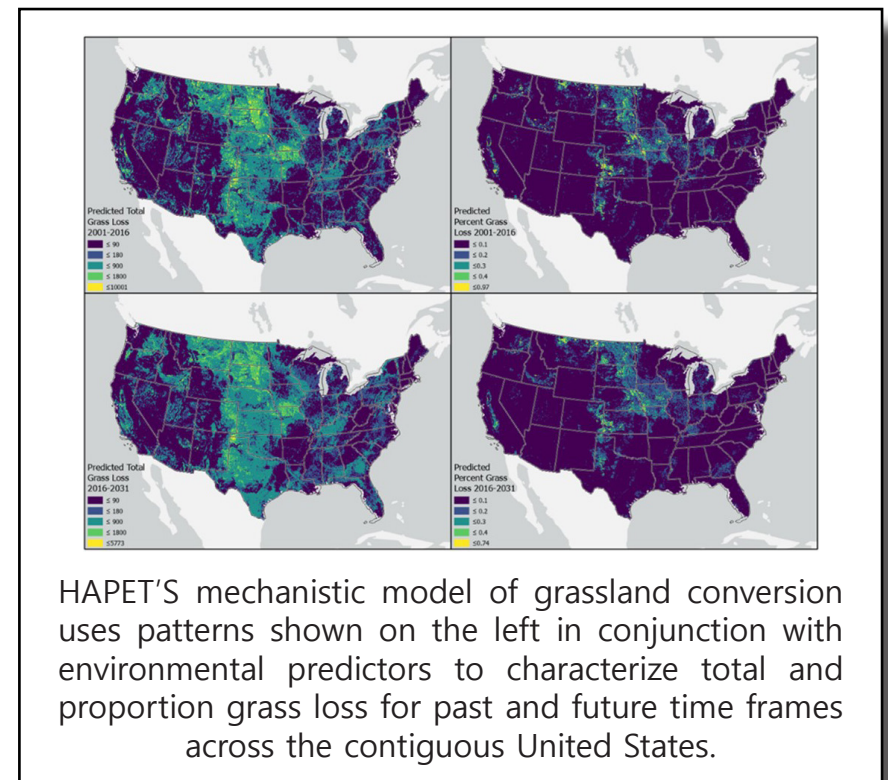 Predicted Total
Grass Loss
2001-2016
≤ 90
≤ 180
≤ 900
≤ 1800
≤10001
Predicted
Percent Grass
Loss 2001-2016
≤ 0.1
≤ 0.2
≤0.3
≤ 0.4
≤0.97
Predicted Total
Grass Loss
2016-2031
≤ 90
≤ 180
≤ 900
≤ 1800
≤5773
Predicted
Percent Grass
Loss 2016-2031
≤ 0.1
≤ 0.2
≤0.3
≤ 0.4
≤0.74
HAPET'S mechanistic model of grassland conversion
uses patterns shown on the left in conjunction with
environmental predictors to characterize total and
proportion grass loss for past and future time frames
across the contiguous United States.